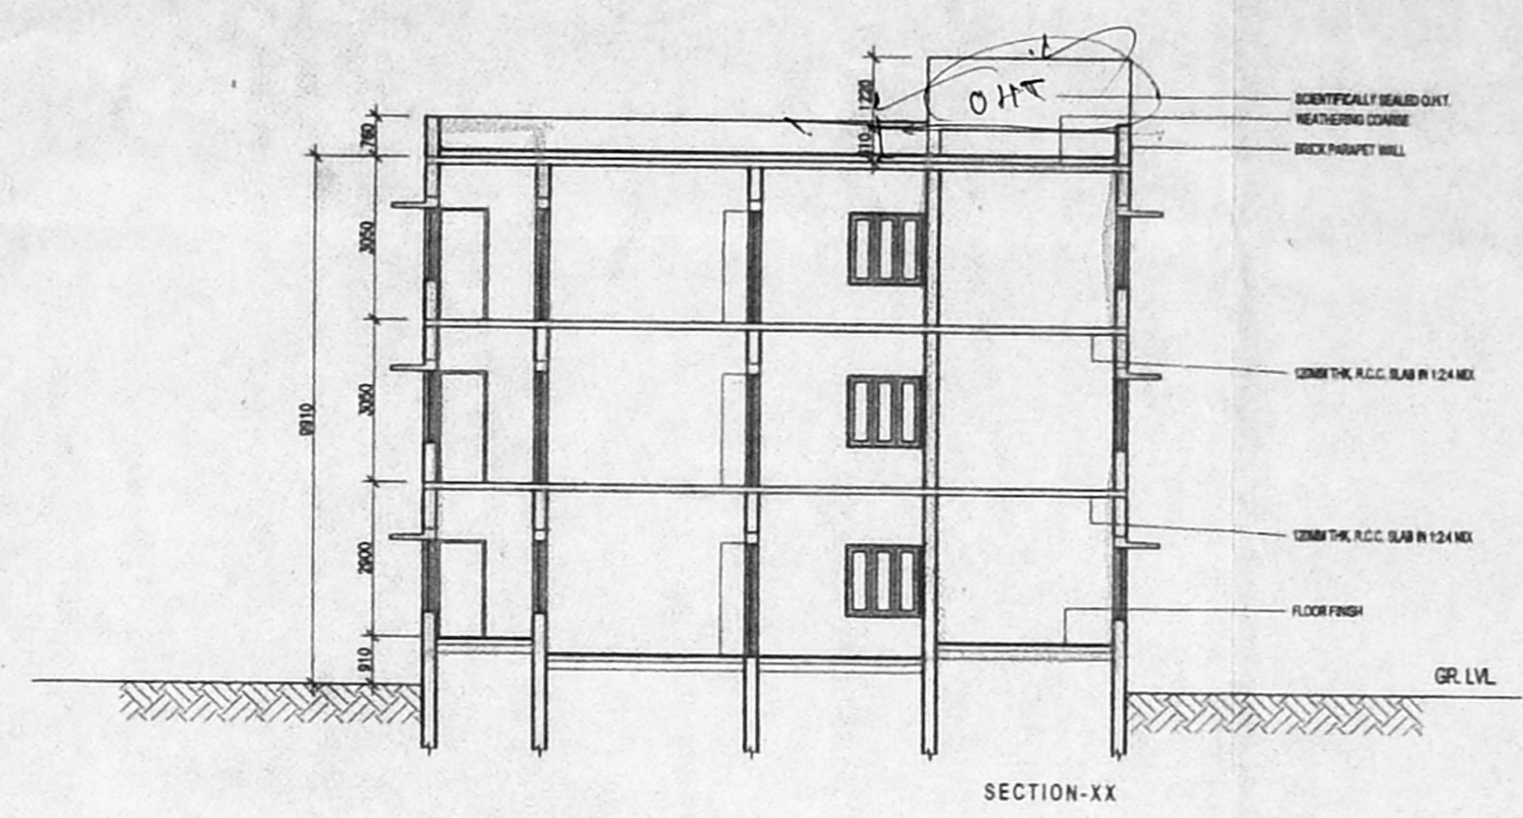 1220
OHT
SCIENTIFICALLY SEALED O.H.T.
WEATHERING COARSE
760
BRICK PARAPET WALL
3050
120MM THK. R.C.C. SLAB IN 1:2:4 MIX
3050
9910
120MM THK. R.C.C. SLAB IN 1:2:4 MIX
2900
FLOOR FINISH
910
GR. LVL
SECTION-XX